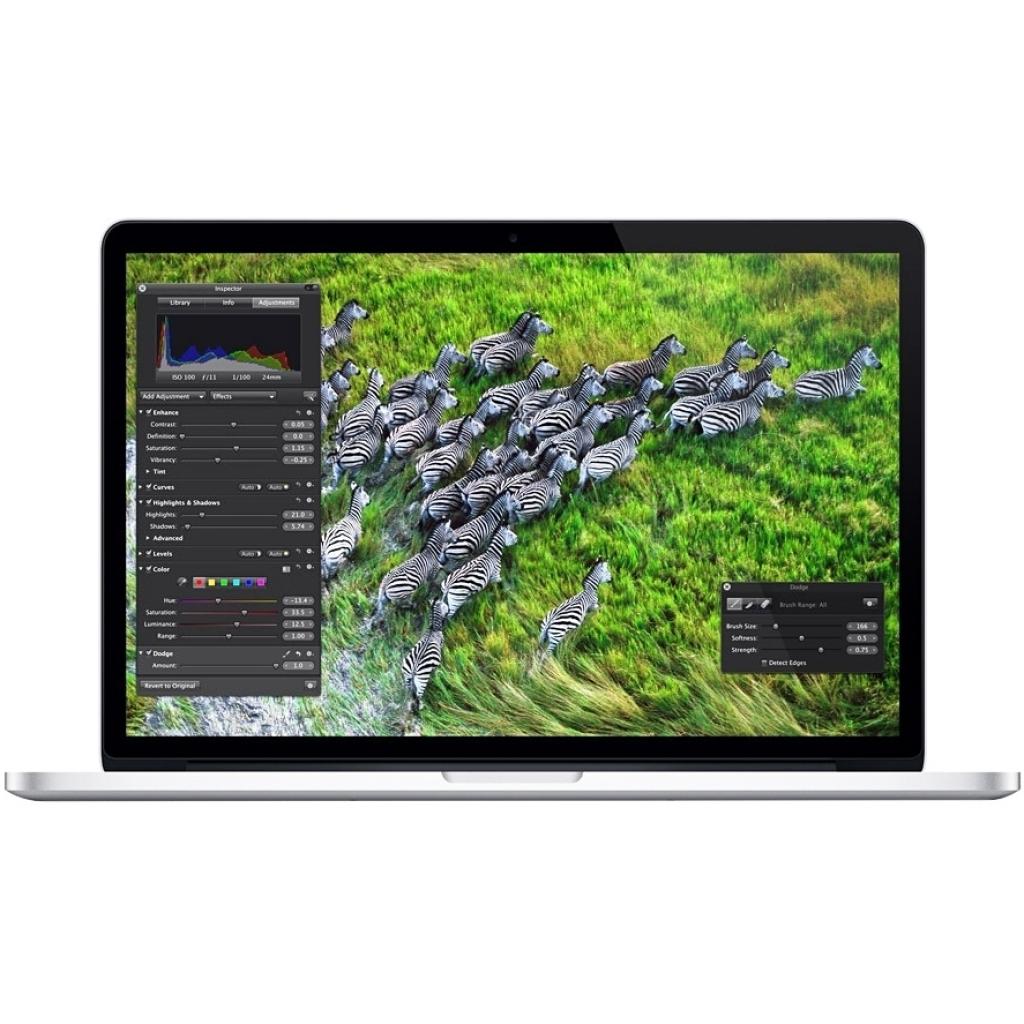 Inspector
Library Info Adjustments
ISO 100 f/11 1/100 24mm
Add Adjustment Effects
Enhance
Contrast: 0.05
Definition: 0.0
Saturation: 1.15
Vibrancy: -0.25
Tint
Curves Auto Auto
Highlights & Shadows
Highlights: 21.0
Shadows: 5.74
Advanced
Levels Auto Auto
Color
Hue: -13.4
Saturation: 33.5
Luminance: 12.5
Range: 1.00
Dodge
Amount: 1.0
Revert to Original
Dodge
Brush Range: All
Brush Size: 166
Softness: 0.5
Strength: 0.75
Detect Edges